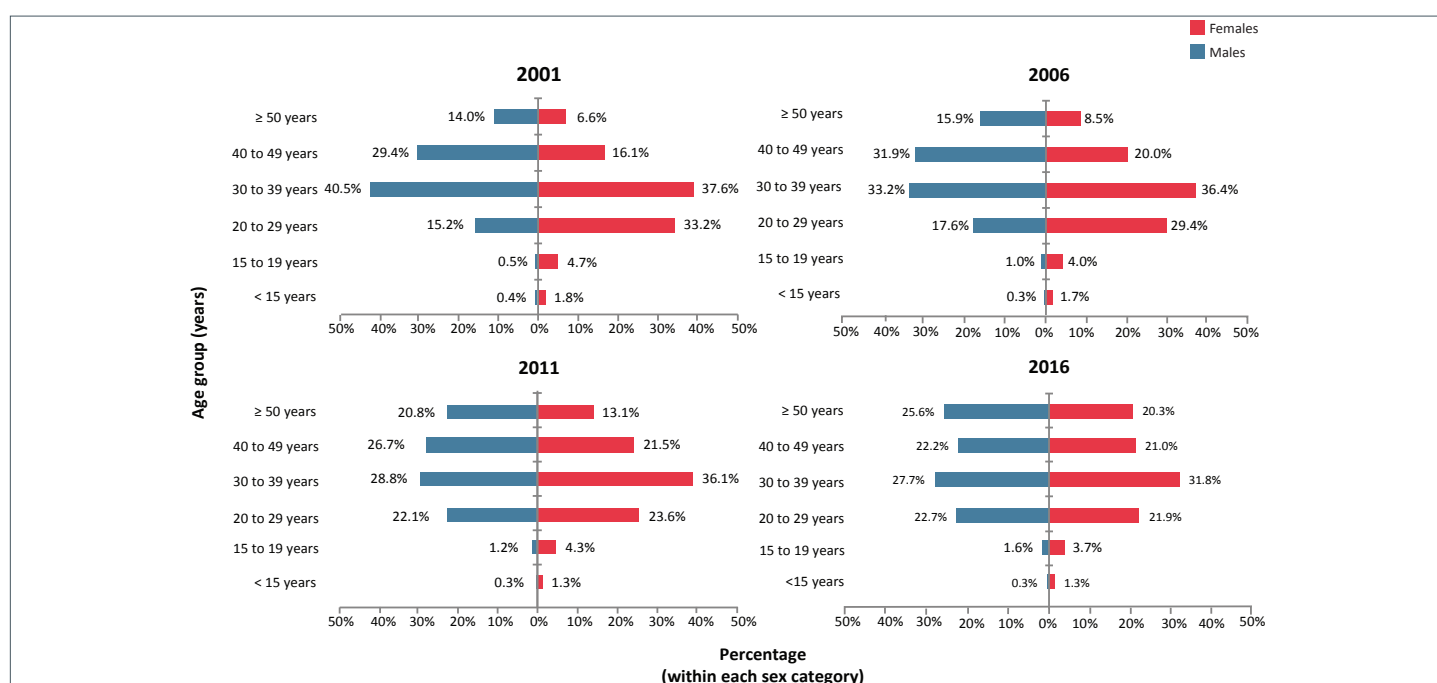 Females
Males
2001
≥ 50 years 14.0% 6.6%
40 to 49 years 29.4% 16.1%
30 to 39 years 40.5% 37.6%
20 to 29 years 15.2% 33.2%
15 to 19 years 0.5% 4.7%
< 15 years 0.4% 1.8%
50% 40% 30% 20% 10% 0% 10% 20% 30% 40% 50%
2006
≥ 50 years 15.9% 8.5%
40 to 49 years 31.9% 20.0%
30 to 39 years 33.2% 36.4%
20 to 29 years 17.6% 29.4%
15 to 19 years 1.0% 4.0%
< 15 years 0.3% 1.7%
50% 40% 30% 20% 10% 0% 10% 20% 30% 40% 50%
Age group (years)
2011
≥ 50 years 20.8% 13.1%
40 to 49 years 26.7% 21.5%
30 to 39 years 28.8% 36.1%
20 to 29 years 22.1% 23.6%
15 to 19 years 1.2% 4.3%
< 15 years 0.3% 1.3%
50% 40% 30% 20% 10% 0% 10% 20% 30% 40% 50%
2016
≥ 50 years 25.6% 20.3%
40 to 49 years 22.2% 21.0%
30 to 39 years 27.7% 31.8%
20 to 29 years 22.7% 21.9%
15 to 19 years 1.6% 3.7%
<15 years 0.3% 1.3%
50% 40% 30% 20% 10% 0% 10% 20% 30% 40% 50%
Percentage
(within each sex category)